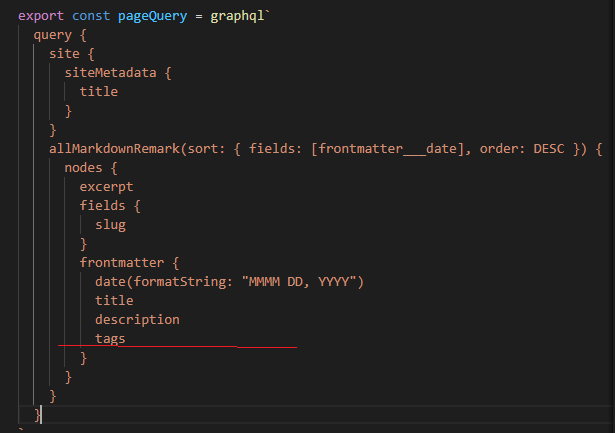 export const pageQuery = graphql`
query {
site {
siteMetadata {
title
}
}
allMarkdownRemark(sort: { fields: [frontmatter___date], order: DESC }) {
nodes {
excerpt
fields {
slug
}
frontmatter {
date(formatString: "MMMM DD, YYYY")
title
description
tags
}
}
}
}
`